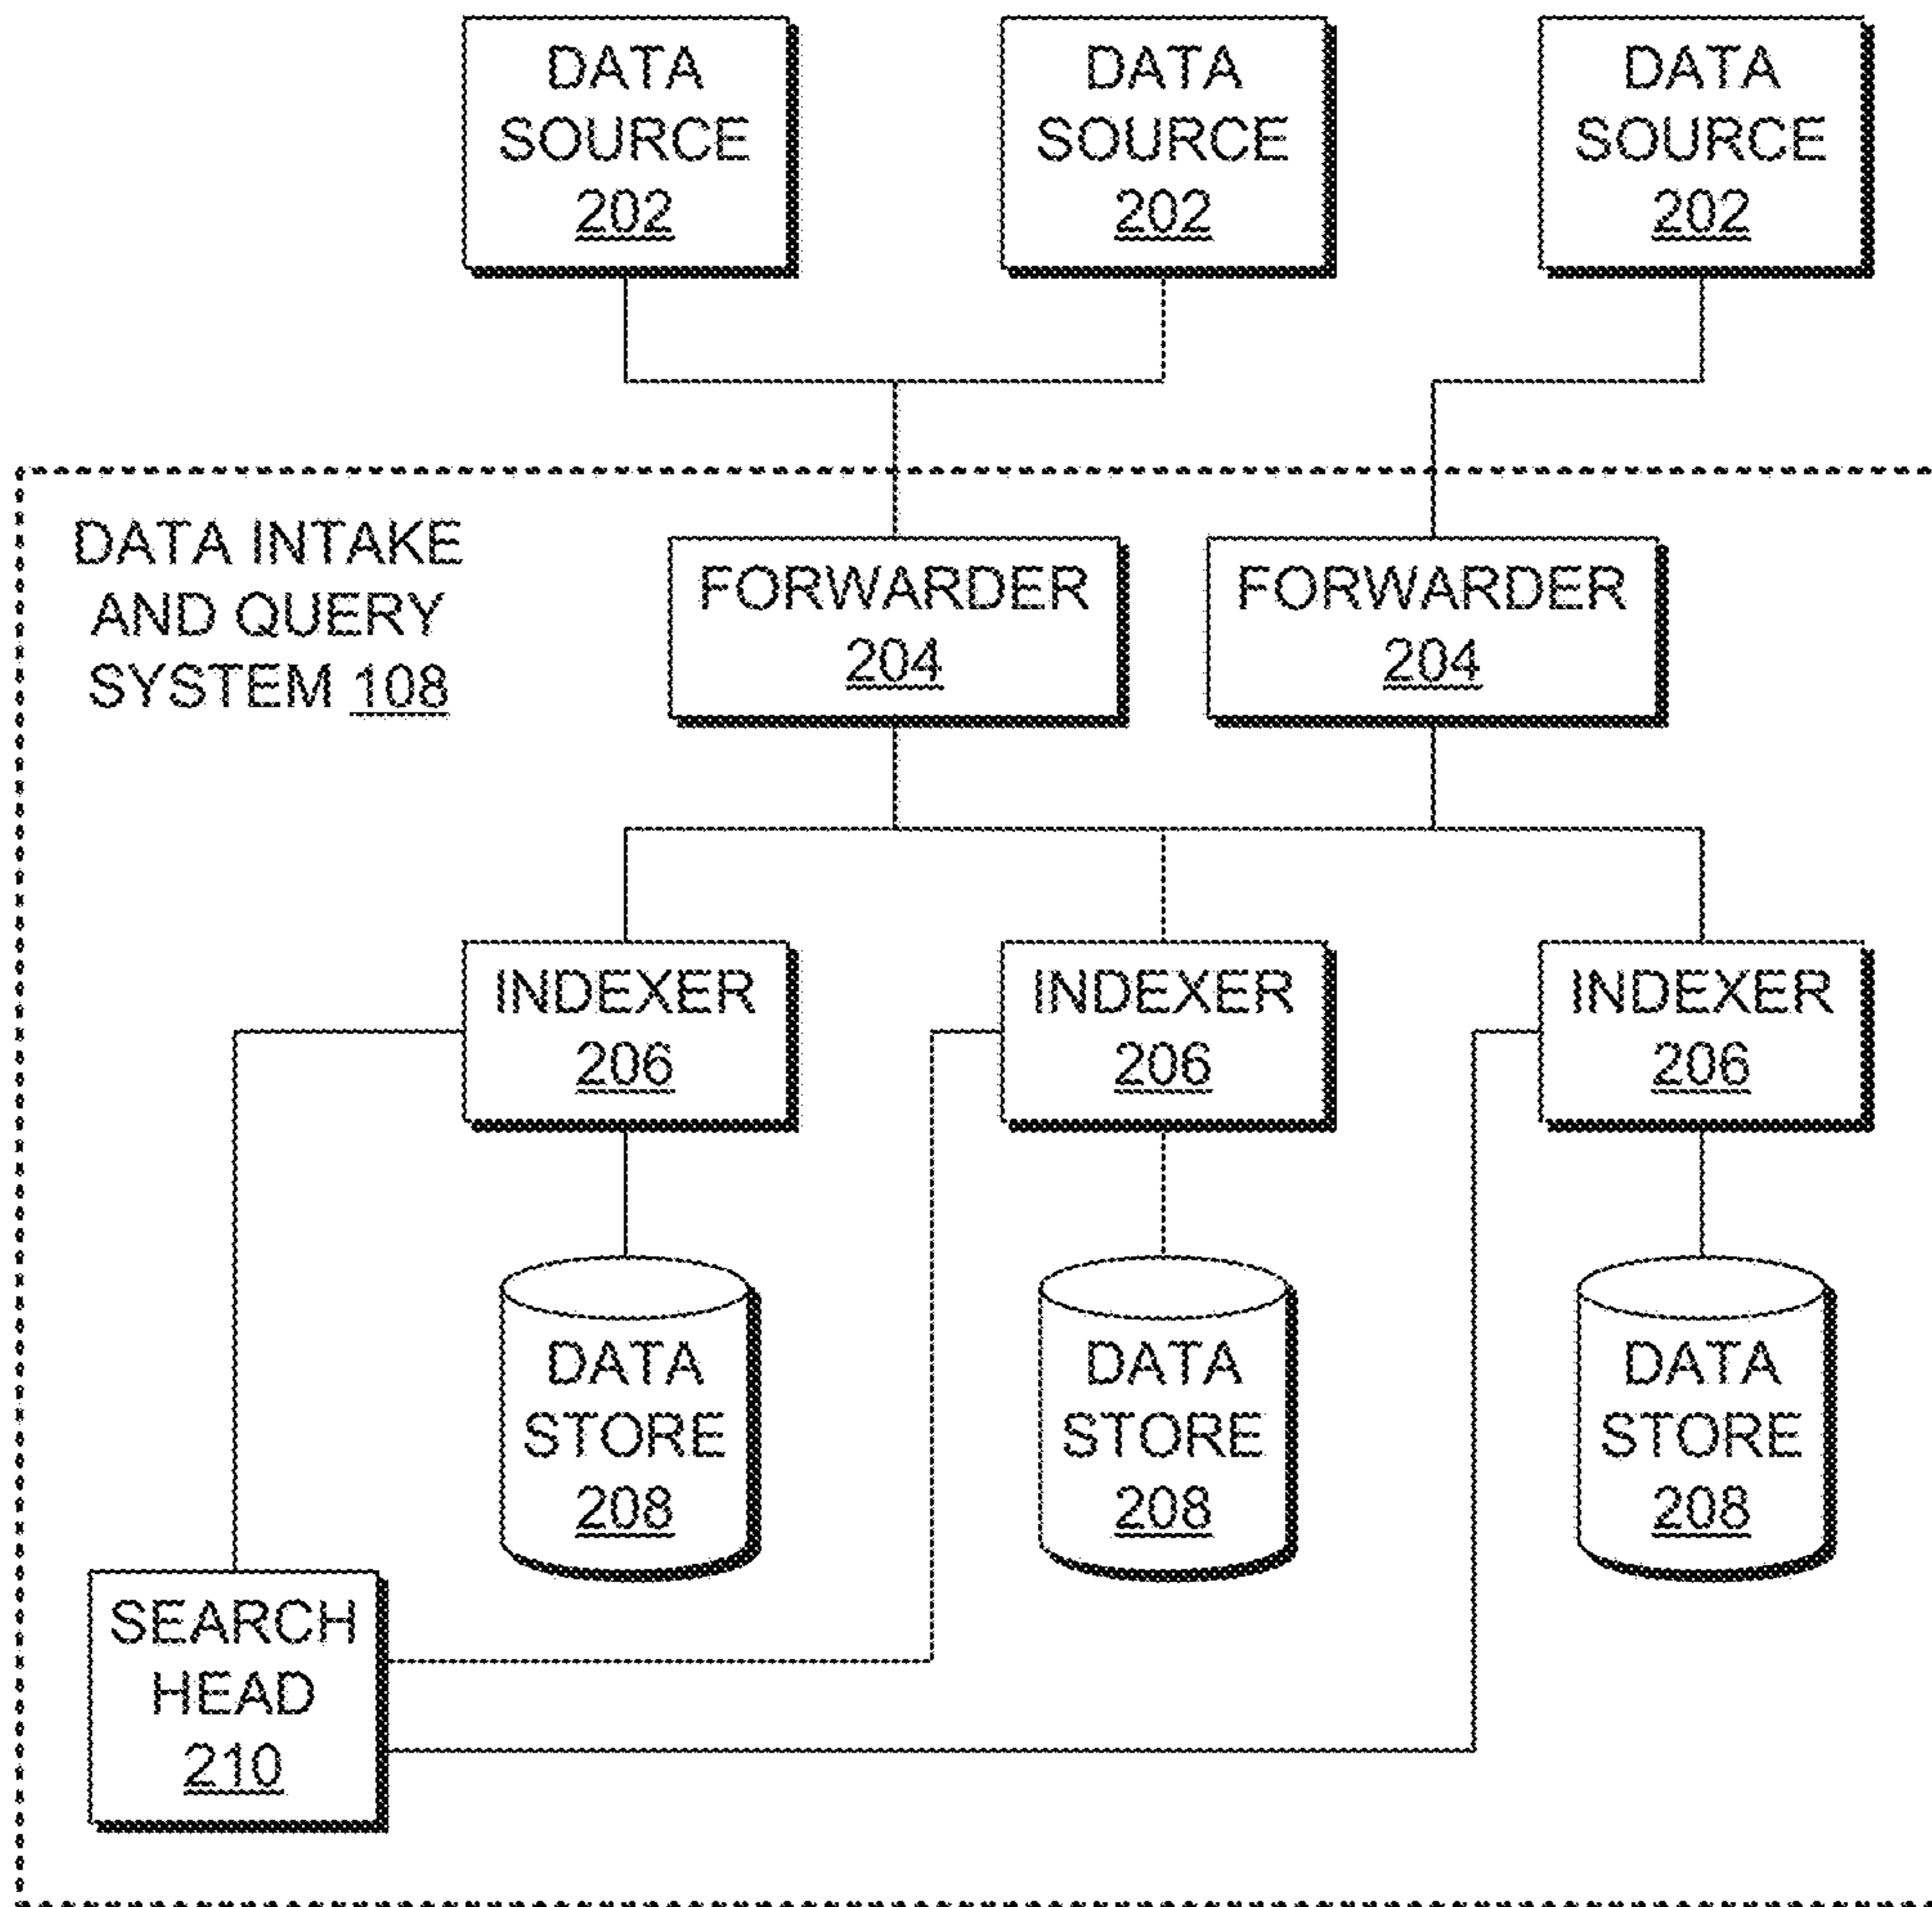 DATA
SOURCE
202
DATA
SOURCE
202
DATA
SOURCE
202
DATA INTAKE
AND QUERY
SYSTEM 108
FORWARDER
204
FORWARDER
204
INDEXER
206
INDEXER
206
INDEXER
206
DATA
STORE
208
DATA
STORE
208
DATA
STORE
208
SEARCH
HEAD
210